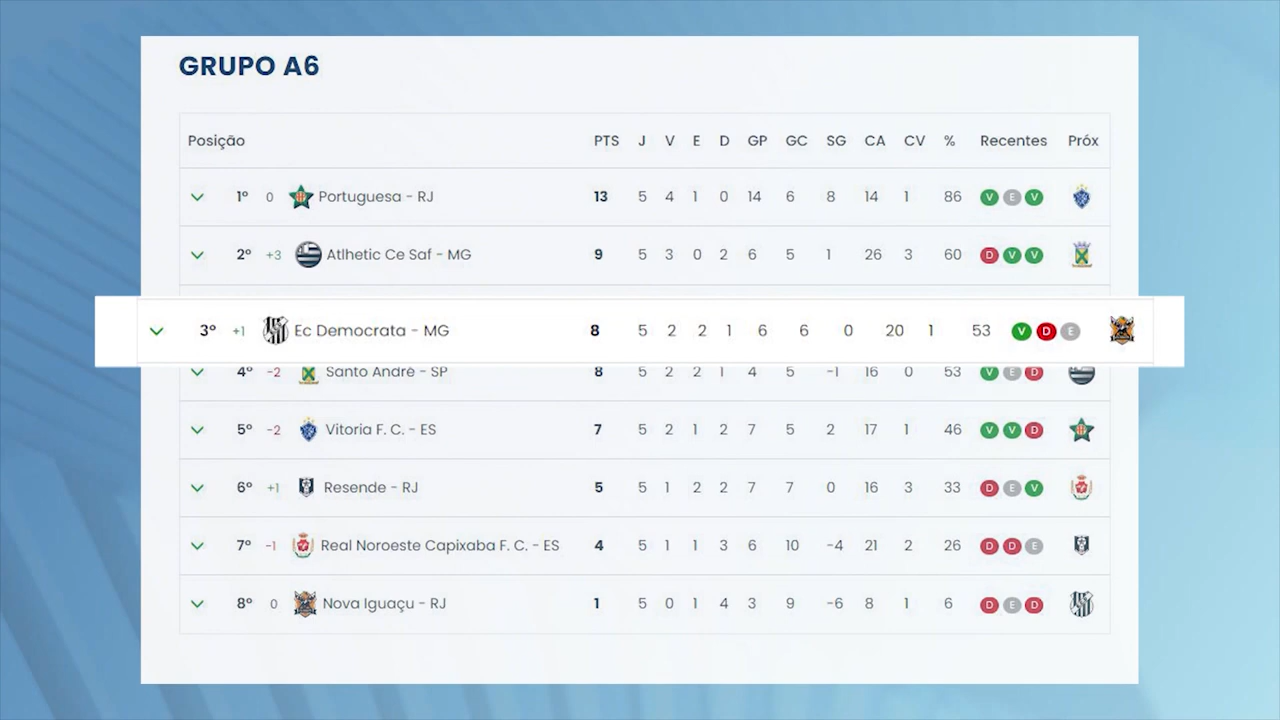 GRUPO A6
Posição PTS J V E D GP GC SG CA CV % Recentes Próx
1º 0 Portuguesa - RJ 13 5 4 1 0 14 6 8 14 1 86 V E V
2º +3 Atlhetic Ce Saf - MG 9 5 3 0 2 6 5 1 26 3 60 D V V
3º +1 Ec Democrata - MG 8 5 2 2 1 6 6 0 20 1 53 V D E
4º -2 Santo André - SP 8 5 2 2 1 4 5 -1 16 0 53 V E D
5º -2 Vitoria F. C. - ES 7 5 2 1 2 7 5 2 17 1 46 V V D
6º +1 Resende - RJ 5 5 1 2 2 7 7 0 16 3 33 D E V
7º -1 Real Noroeste Capixaba F. C. - ES 4 5 1 1 3 6 10 -4 21 2 26 D D E
8º 0 Nova Iguaçu - RJ 1 5 0 1 4 3 9 -6 8 1 6 D E D